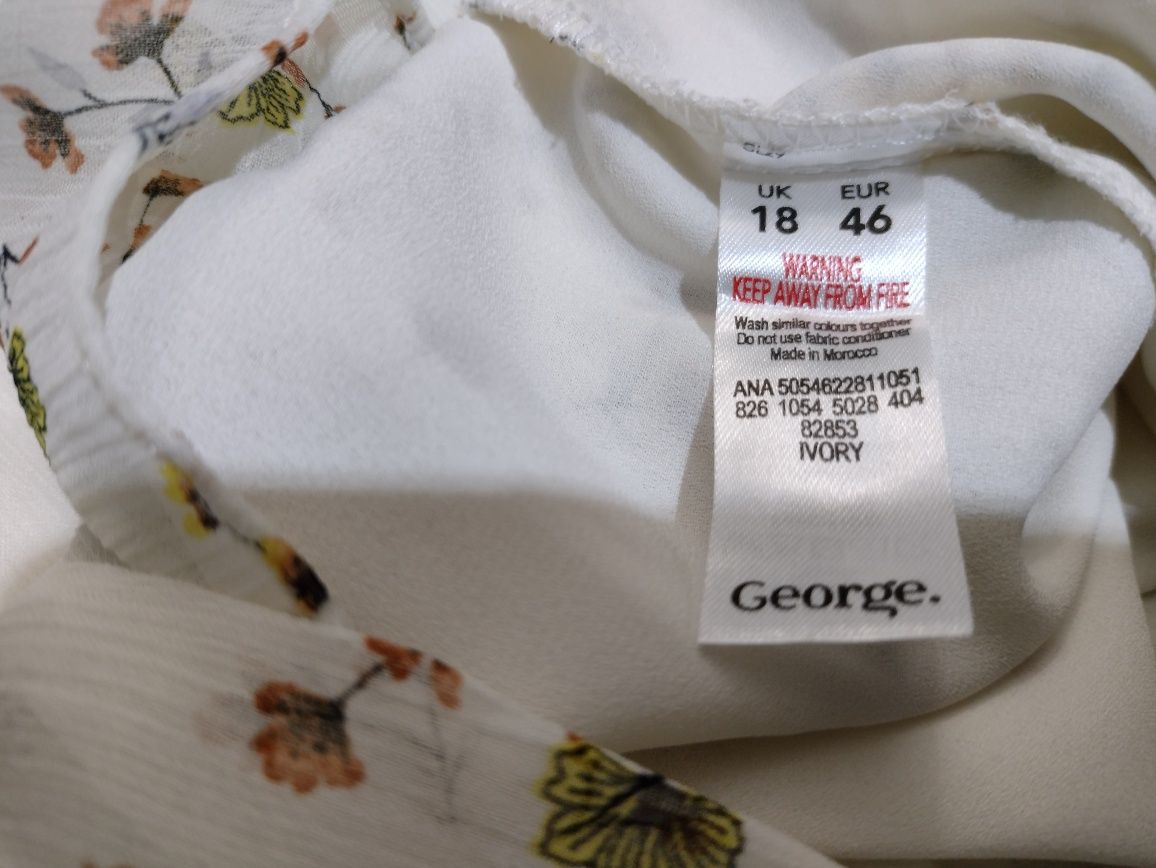 UK EUR
18 46
WARNING
KEEP AWAY FROM FIRE
Wash similar colours together
Do not use fabric conditioner
Made in Morocco
ANA 5054622811051
826 1054 5028 404
82853
IVORY
George.